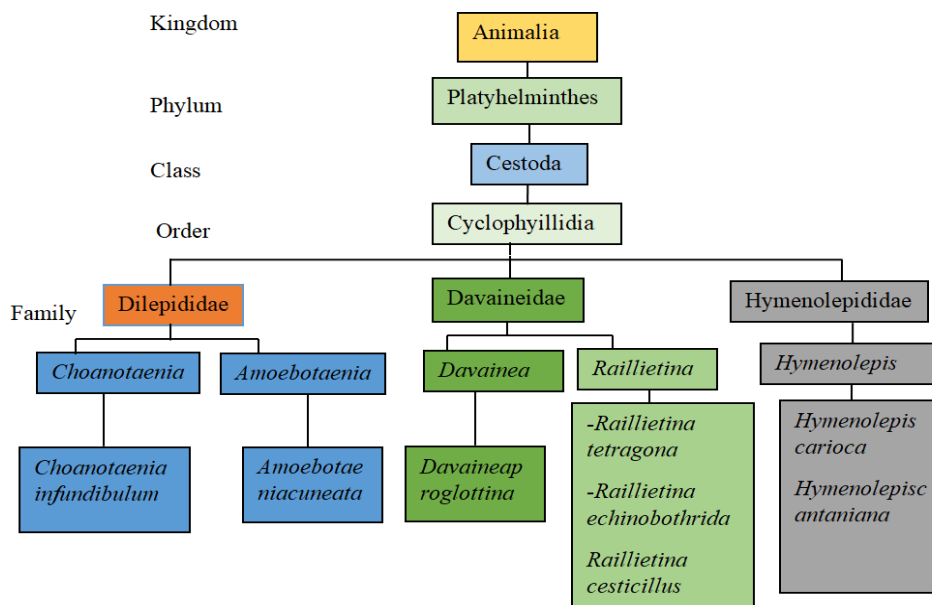 Kingdom
Animalia
Phylum
Platyhelminthes
Class
Cestoda
Order
Cyclophyillidia
Family
Dilepididae
Davaineidae
Hymenolepididae
Choanotaenia
Amoebotaenia
Davainea
Raillietina
Hymenolepis
Choanotaenia
infundibulum
Amoebotae
niacuneata
Davaineap
roglottina
-Raillietina
tetragona
-Raillietina
echinobothrida
Raillietina
cesticillus
Hymenolepis
carioca
Hymenolepisc
antaniana